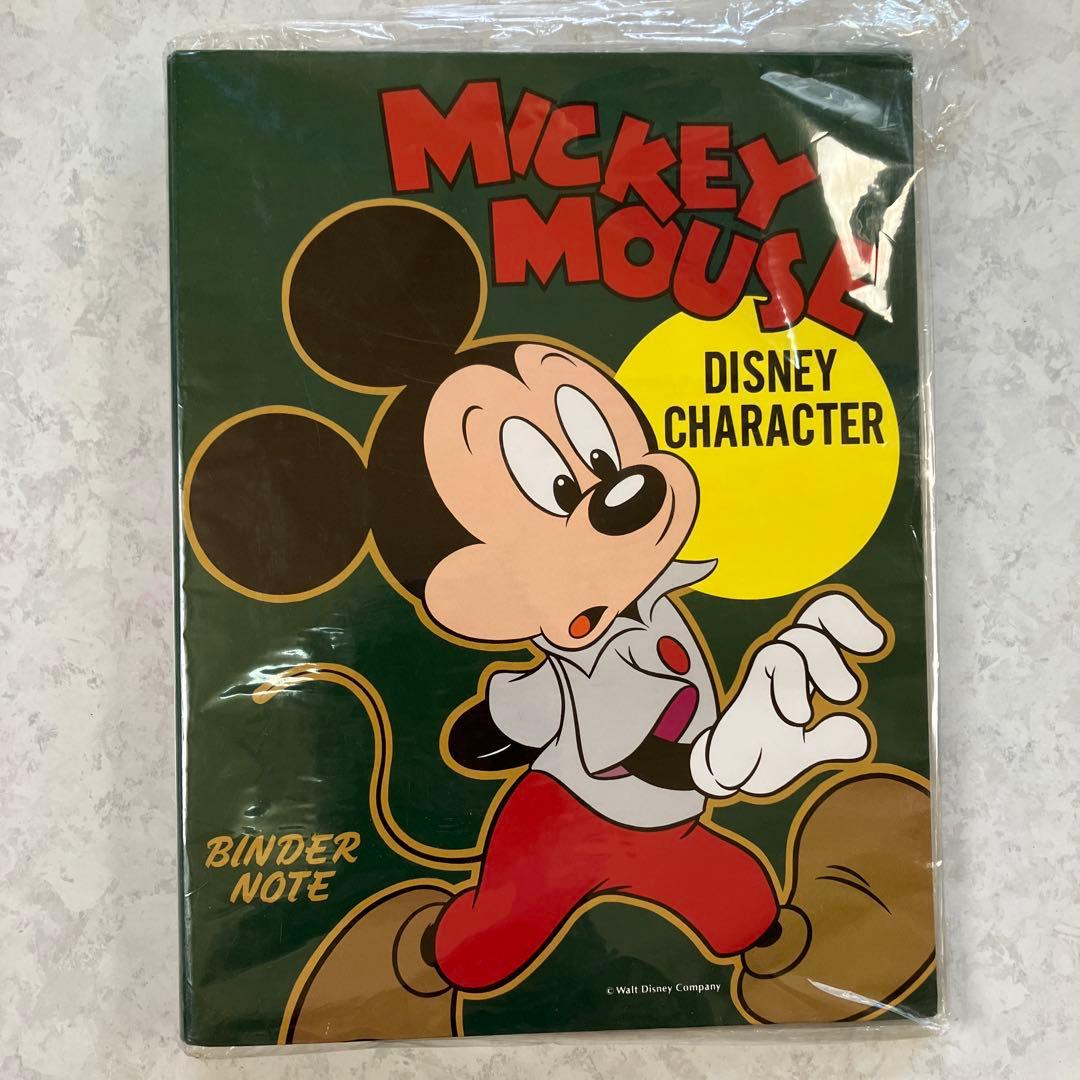 MICKEY
MOUSE
DISNEY
CHARACTER
BINDER
NOTE
© Walt Disney Company